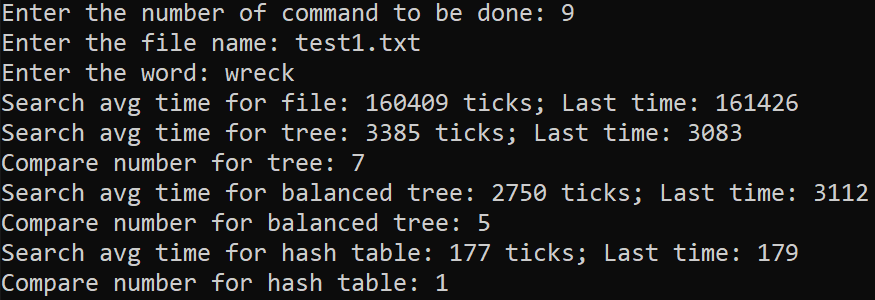 Enter the number of command to be done: 9
Enter the file name: test1.txt
Enter the word: wreck
Search avg time for file: 160409 ticks; Last time: 161426
Search avg time for tree: 3385 ticks; Last time: 3083
Compare number for tree: 7
Search avg time for balanced tree: 2750 ticks; Last time: 3112
Compare number for balanced tree: 5
Search avg time for hash table: 177 ticks; Last time: 179
Compare number for hash table: 1